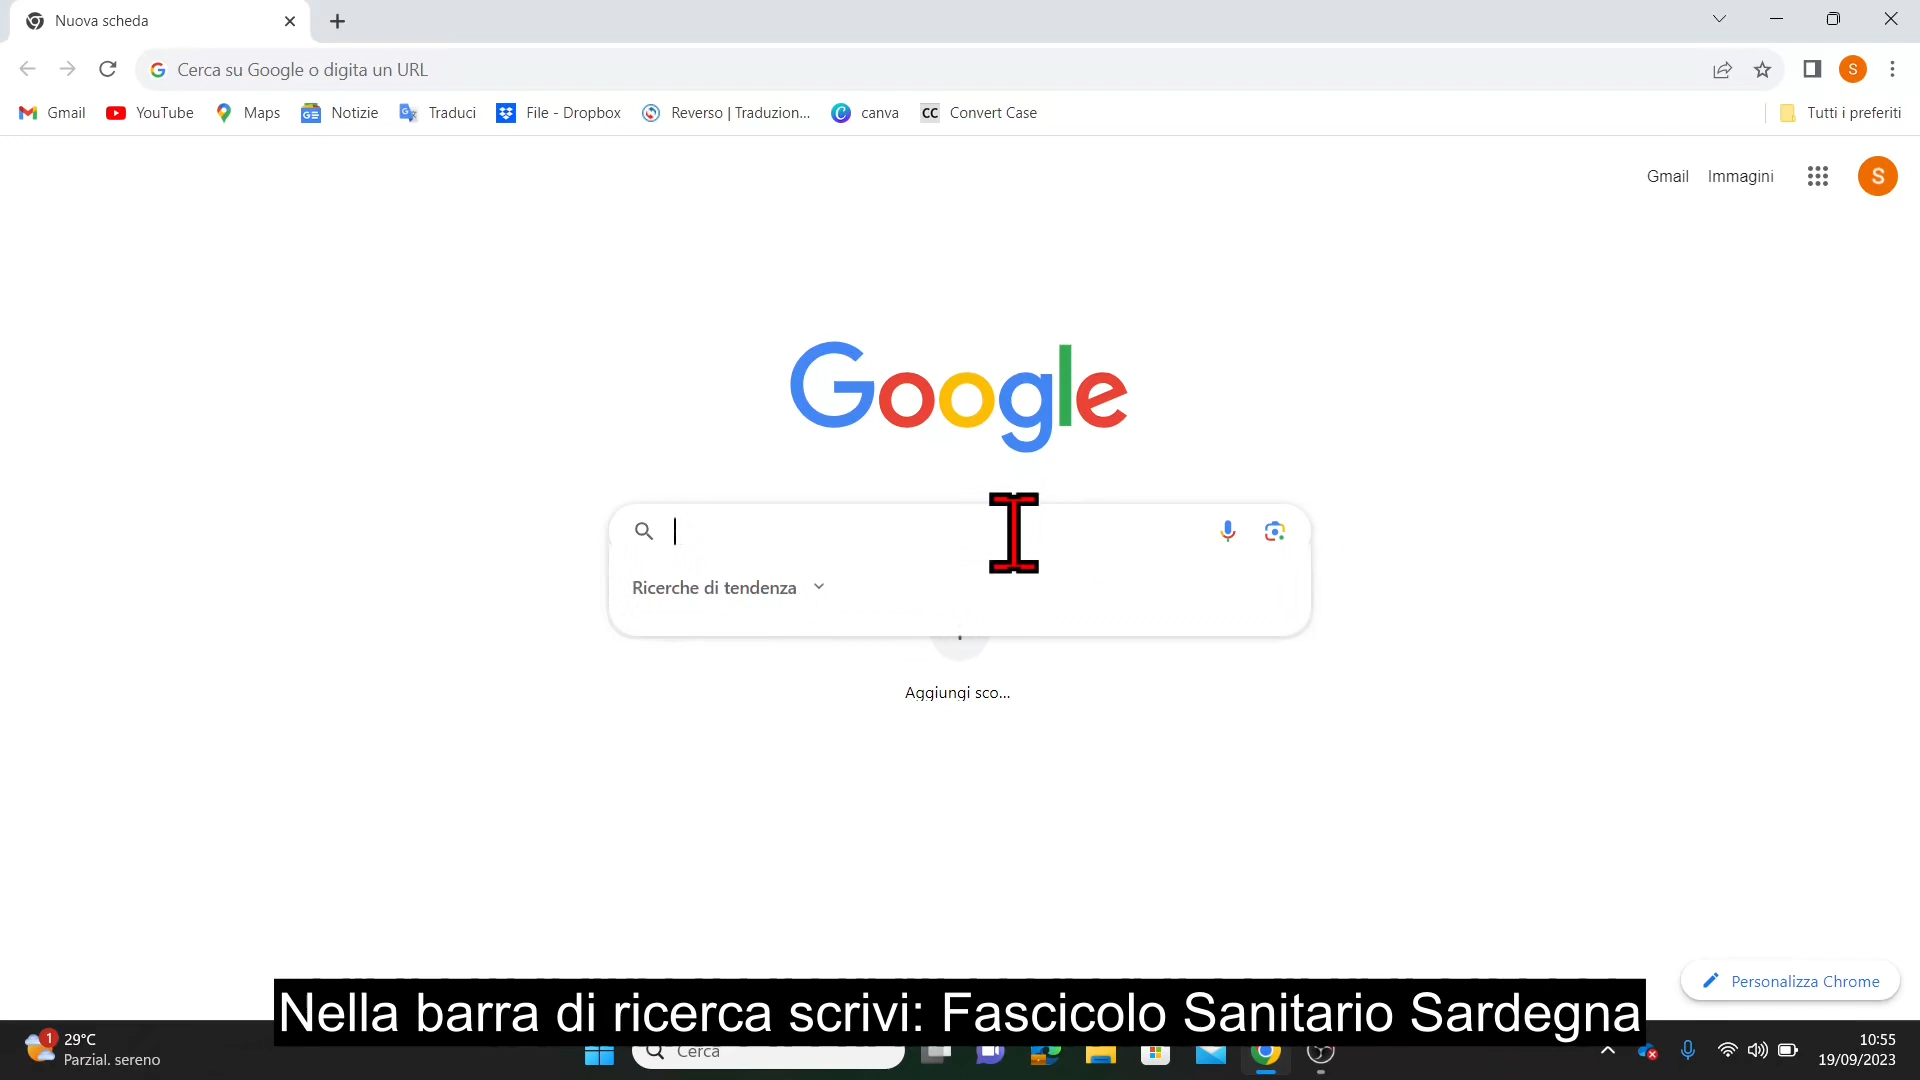 Nuova scheda
Cerca su Google o digita un URL
S
Gmail YouTube Maps Notizie Traduci File - Dropbox Reverso | Traduzion... canva CC Convert Case Tutti i preferiti
Gmail Immagini S
Google
Ricerche di tendenza
Aggiungi sco...
Personalizza Chrome
Nella barra di ricerca scrivi: Fascicolo Sanitario Sardegna
1 29°C
Parzial. sereno
Cerca
10:55
19/09/2023